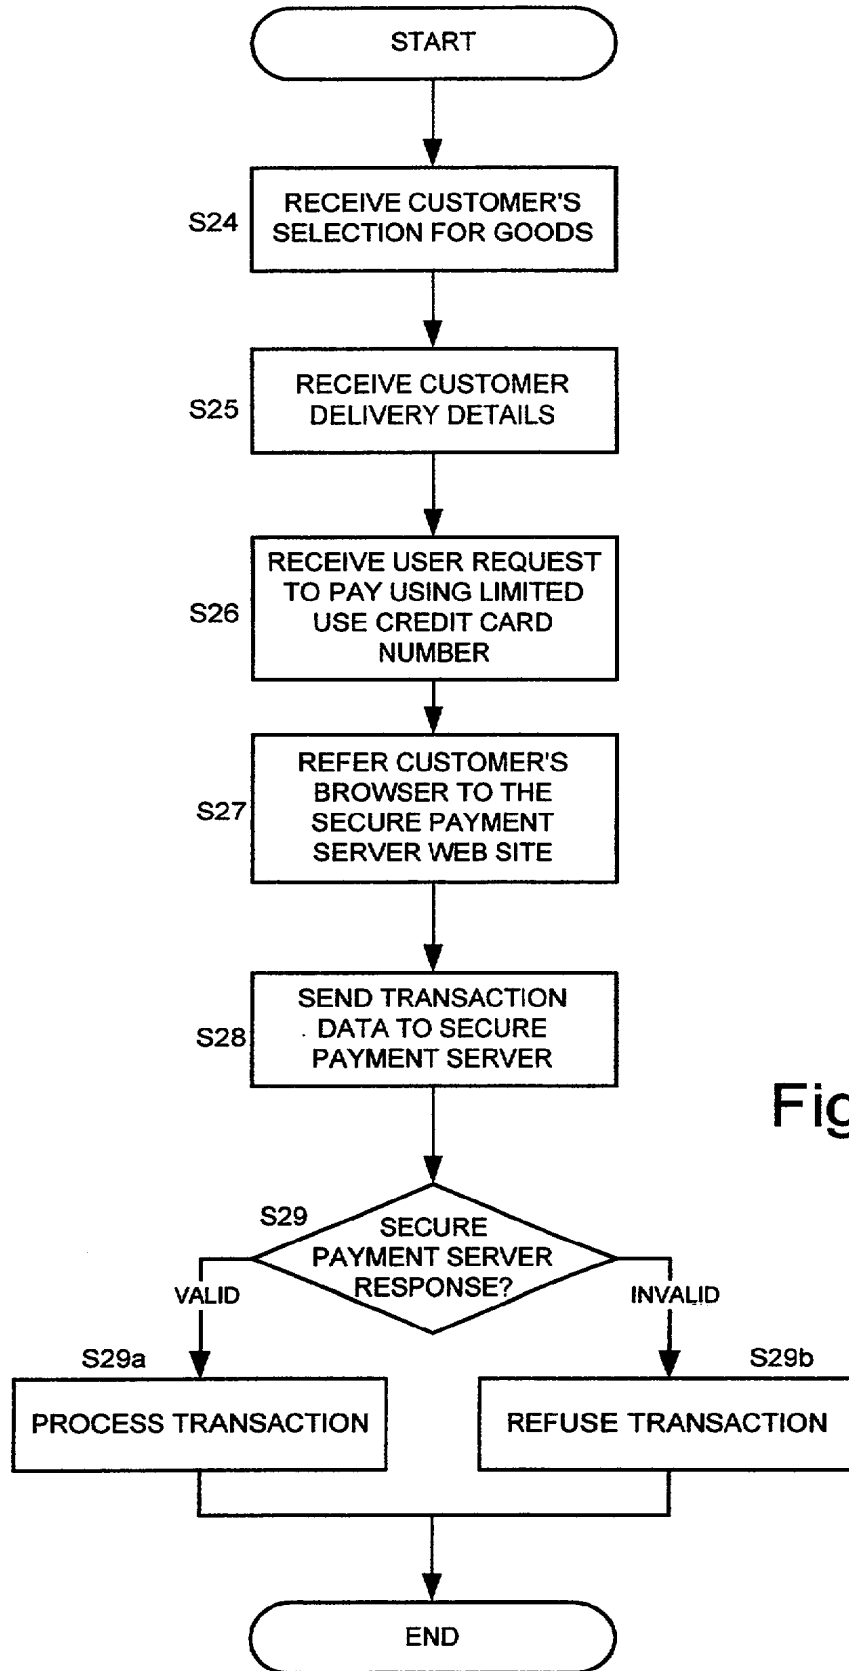 START
S24
RECEIVE CUSTOMER'S
SELECTION FOR GOODS
S25
RECEIVE CUSTOMER
DELIVERY DETAILS
S26
RECEIVE USER REQUEST
TO PAY USING LIMITED
USE CREDIT CARD
NUMBER
S27
REFER CUSTOMER'S
BROWSER TO THE
SECURE PAYMENT
SERVER WEB SITE
S28
SEND TRANSACTION
DATA TO SECURE
PAYMENT SERVER
Fig
S29
SECURE
PAYMENT SERVER
RESPONSE?
VALID
INVALID
S29a
S29b
PROCESS TRANSACTION
REFUSE TRANSACTION
END